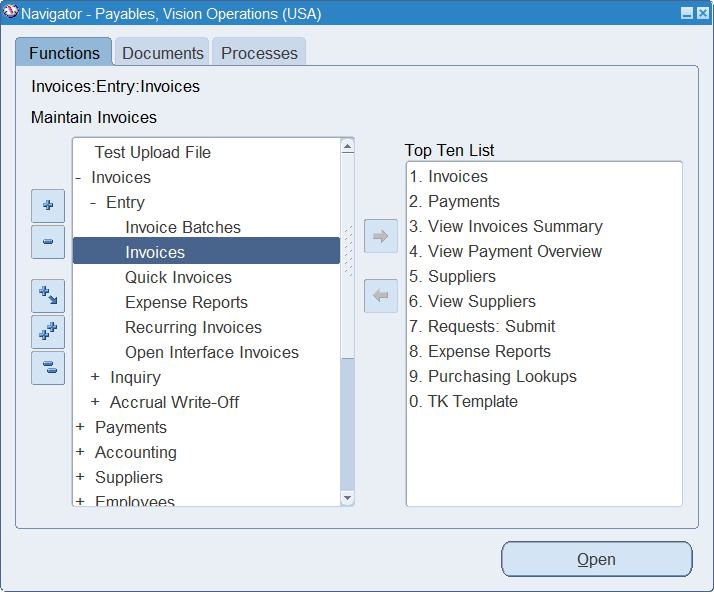 Navigator - Payables, Vision Operations (USA)
Functions
Documents
Processes
Invoices:Entry:Invoices
Maintain Invoices
Test Upload File
- Invoices
- Entry
Invoice Batches
Invoices
Quick Invoices
Expense Reports
Recurring Invoices
Open Interface Invoices
+ Inquiry
+ Accrual Write-Off
+ Payments
+ Accounting
+ Suppliers
+ Employees
Top Ten List
1. Invoices
2. Payments
3. View Invoices Summary
4. View Payment Overview
5. Suppliers
6. View Suppliers
7. Requests: Submit
8. Expense Reports
9. Purchasing Lookups
0. TK Template
Open